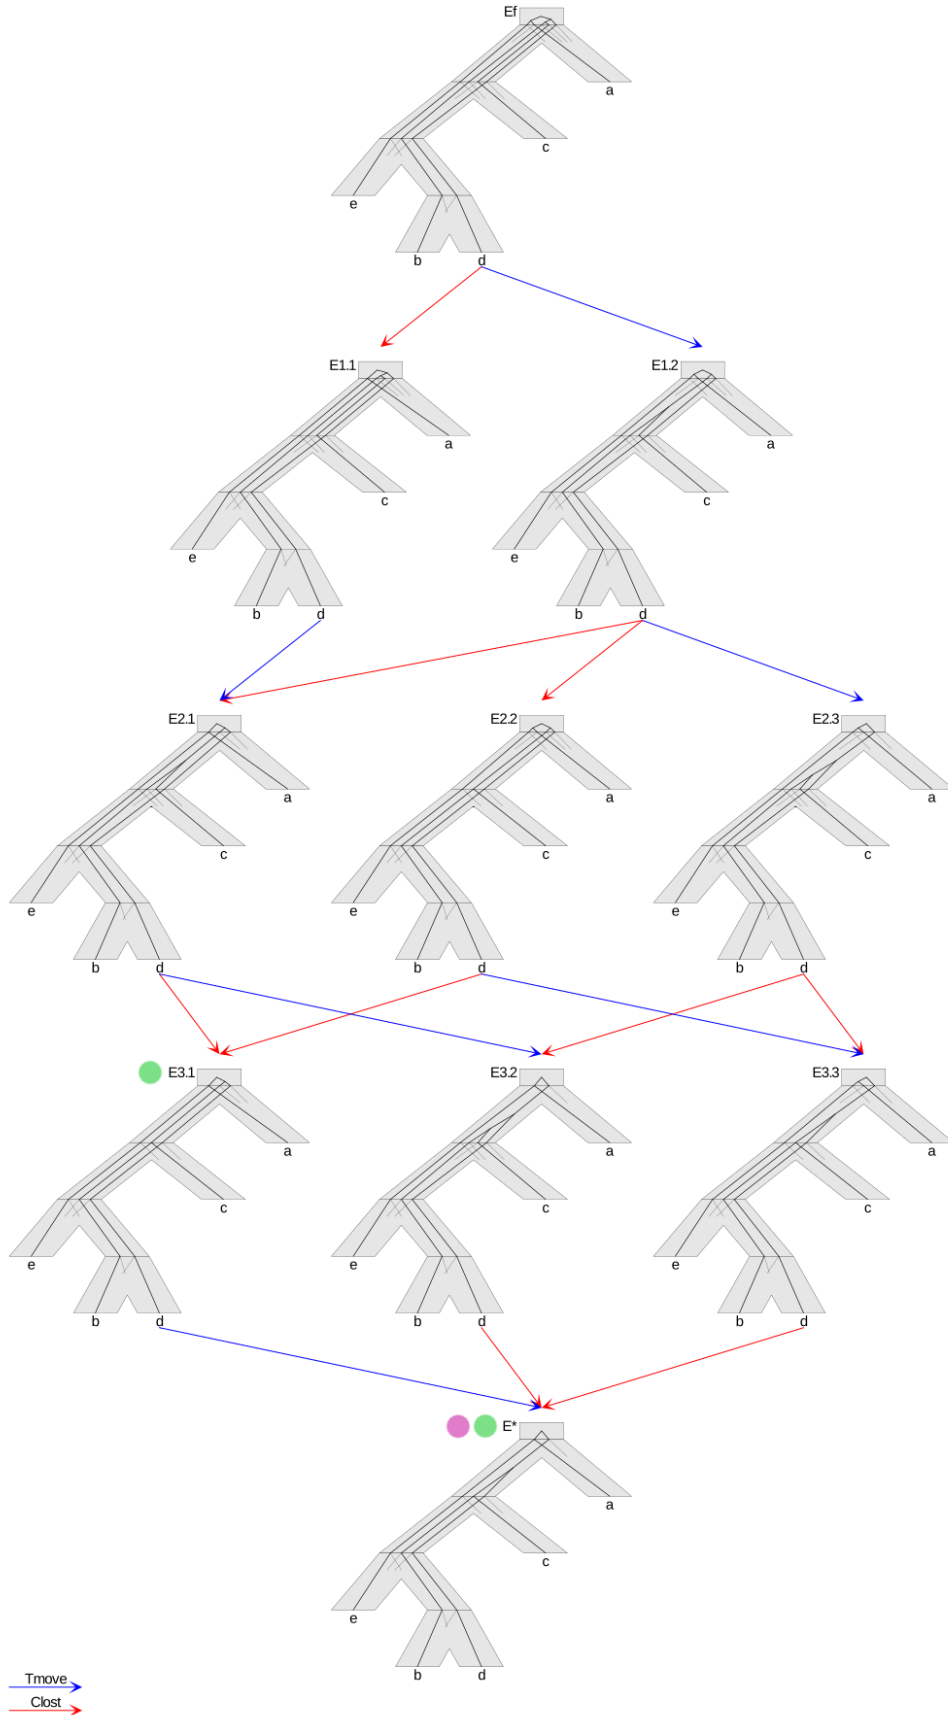 Ef
a
c
e
b d
E1.1 E1.2
a a
c c
e e
b d b d
E2.1 E2.2 E2.3
a a a
c c c
e e e
b d b d b d
E3.1 E3.2 E3.3
a a a
c c c
e e e
b d b d b d
E*
a
c
e
b d
Tmove
Clost